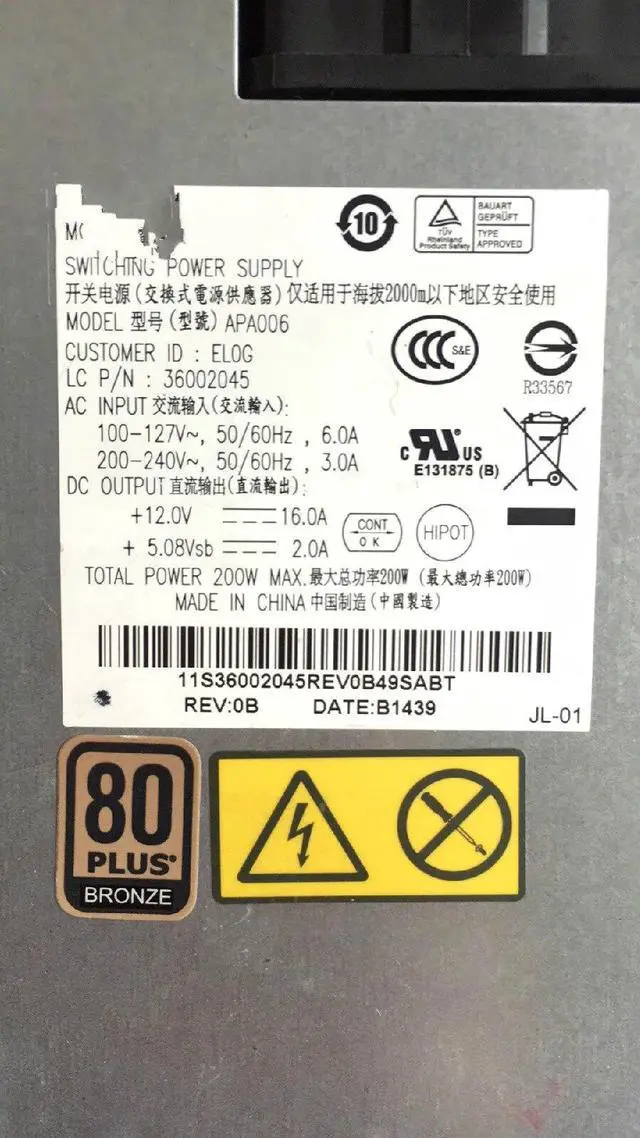 10
TÜV Rheinland Product Safety
BAUART GEPRÜFT
TYPE APPROVED
SWITCHING POWER SUPPLY
开关电源(交換式電源供應器)仅适用于海拔2000m以下地区安全使用
MODEL 型号(型號) APA006
CUSTOMER ID : ELOG
LC P/N : 36002045
CCC S&E
R33567
AC INPUT 交流输入(交流輸入):
100-127V~, 50/60Hz , 6.0A
200-240V~, 50/60Hz , 3.0A
c RU US
E131875 (B)
DC OUTPUT 直流输出(直流輸出):
+12.0V 16.0A
+ 5.08Vsb 2.0A
CONT
OK
HIPOT
TOTAL POWER 200W MAX.最大总功率200W (最大總功率200W)
MADE IN CHINA 中国制造(中國製造)
11S36002045REV0B49SABT
REV:0B DATE:B1439
JL-01
80
PLUS
BRONZE